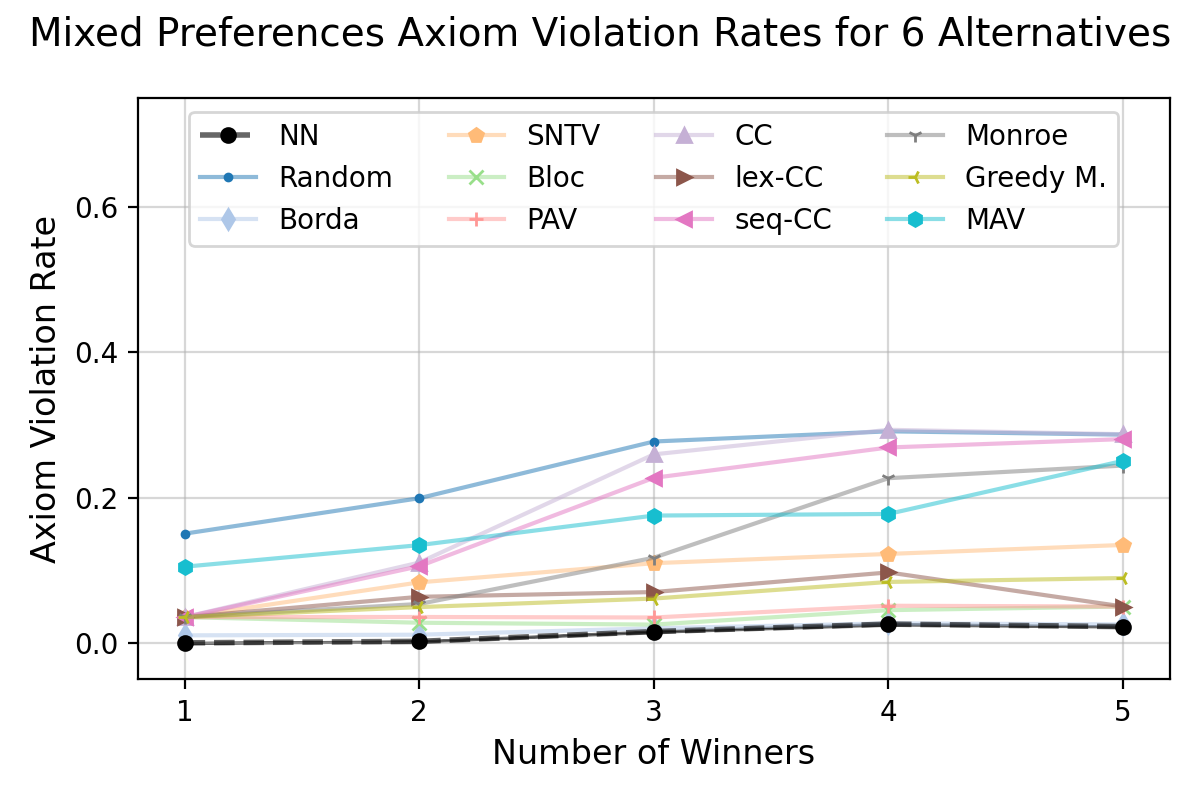 Mixed Preferences Axiom Violation Rates for 6 Alternatives
NN SNTV CC Monroe
Random Bloc lex-CC Greedy M.
Borda PAV seq-CC MAV
Axiom Violation Rate
0.6
0.4
0.2
0.0
1 2 3 4 5
Number of Winners